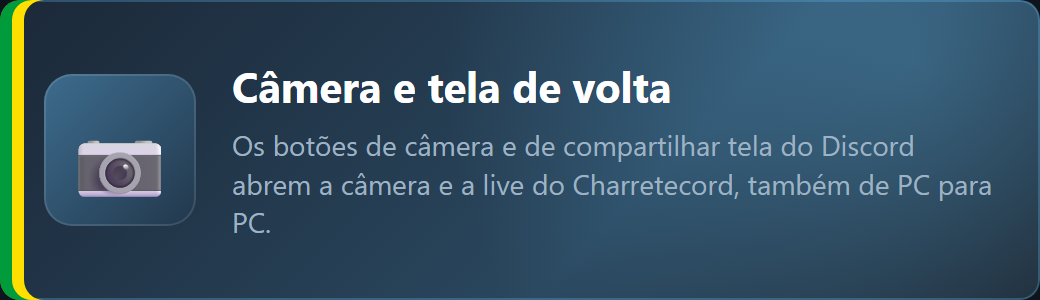 Câmera e tela de volta
Os botões de câmera e de compartilhar tela do Discord
abrem a câmera e a live do Charretecord, também de PC para
PC.